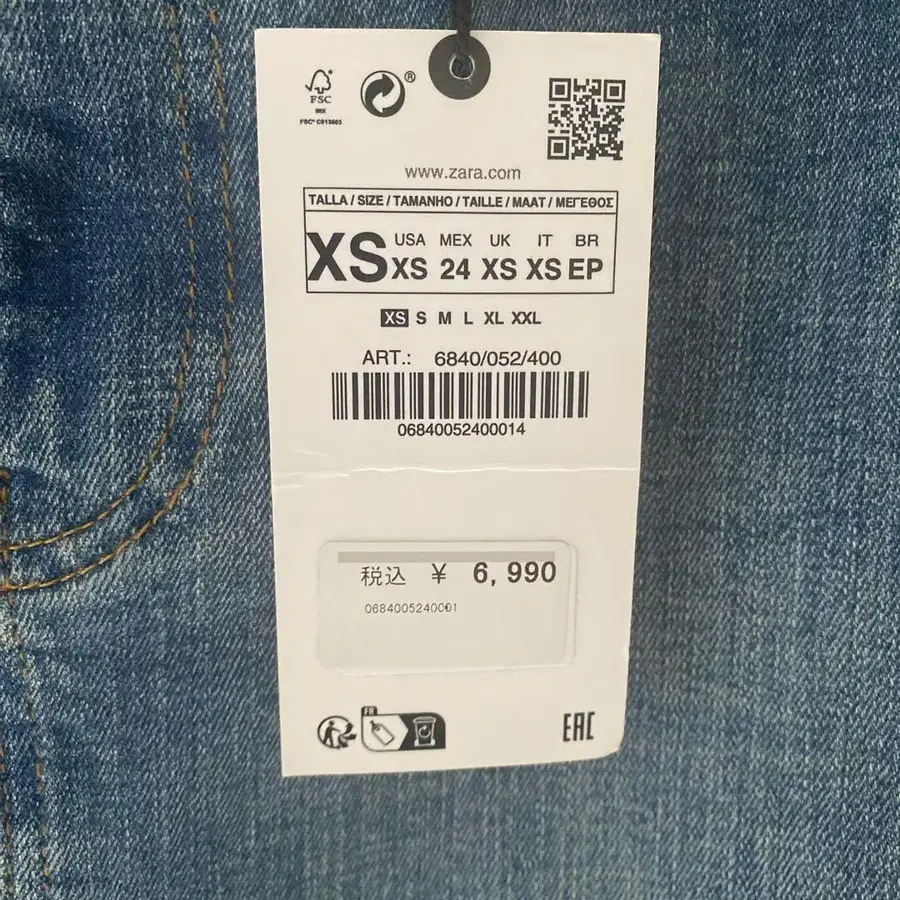 FSC
MIX
FSC® C013603
®
www.zara.com
TALLA / SIZE / TAMANHO / TAILLE / MAAT / ΜΕΓΕΘΟΣ
XS
USA MEX UK IT BR
XS 24 XS XS EP
XS S M L XL XXL
ART.: 6840/052/400
06840052400014
税込 ¥ 6,990
0684005240001
FR
EAC